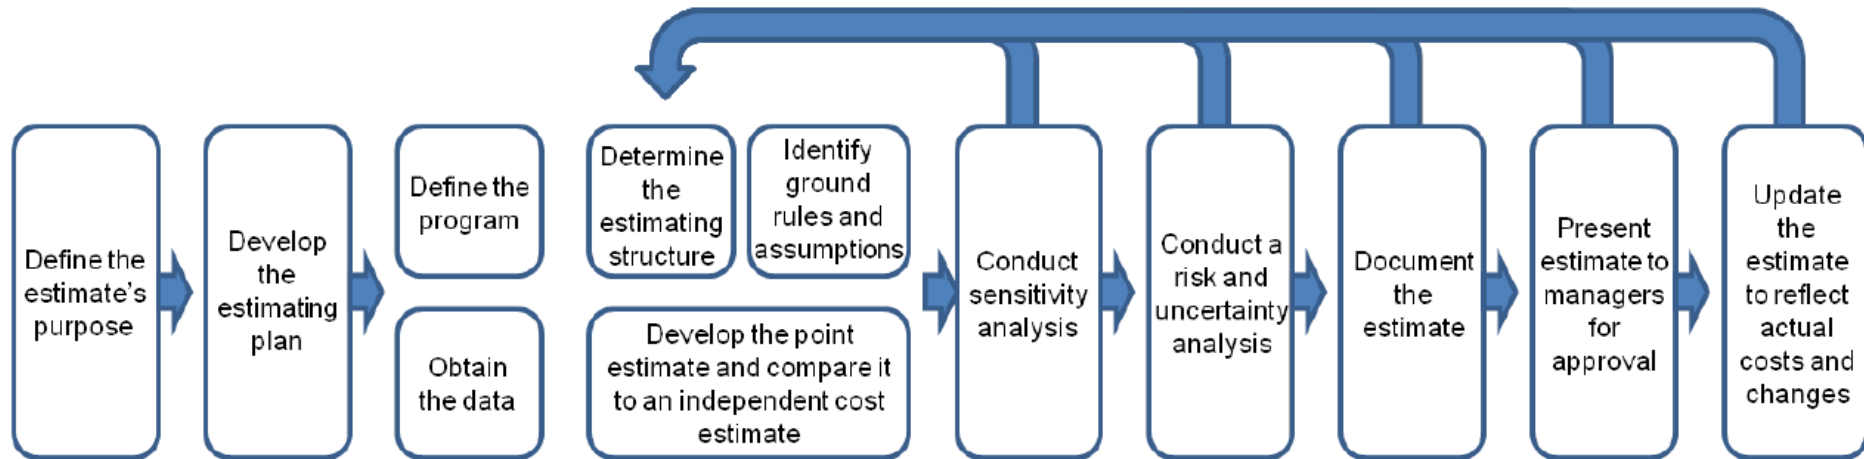 Define the
estimate's
purpose
Develop
the
estimating
plan
Define the
program
Obtain
the data
Determine
the
estimating
structure
Identify
ground
rules and
assumptions
Develop the point
estimate and compare it
to an independent cost
estimate
Conduct
sensitivity
analysis
Conduct a
risk and
uncertainty
analysis
Document
the
estimate
Present
estimate to
managers
for
approval
Update
the
estimate
to reflect
actual
costs and
changes